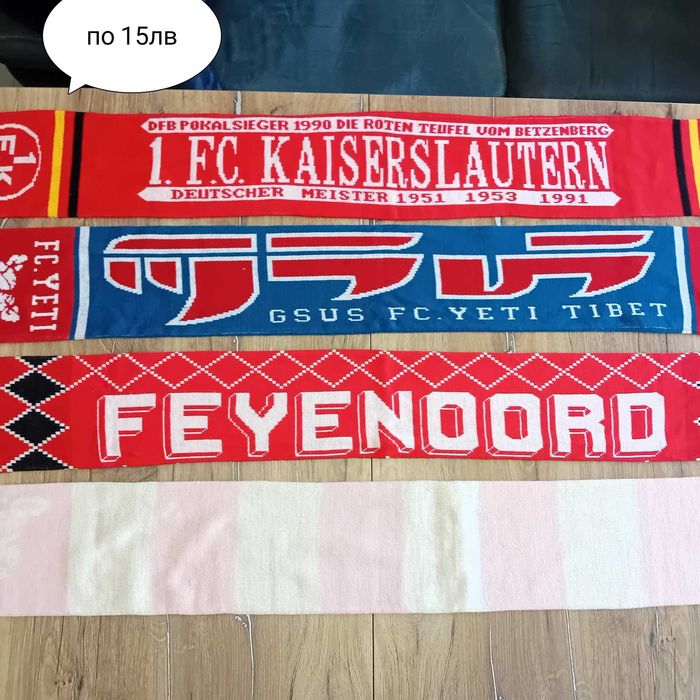 по 15лв
DFB POKALSIEGER 1990 DIE ROTEN TEUFEL VOM BETZENBERG
1. F.C. KAISERSLAUTERN
DEUTSCHER MEISTER 1951 1953 1991
1FCK
FC.YETI
GSUS FC.YETI TIBET
FEYENOORD